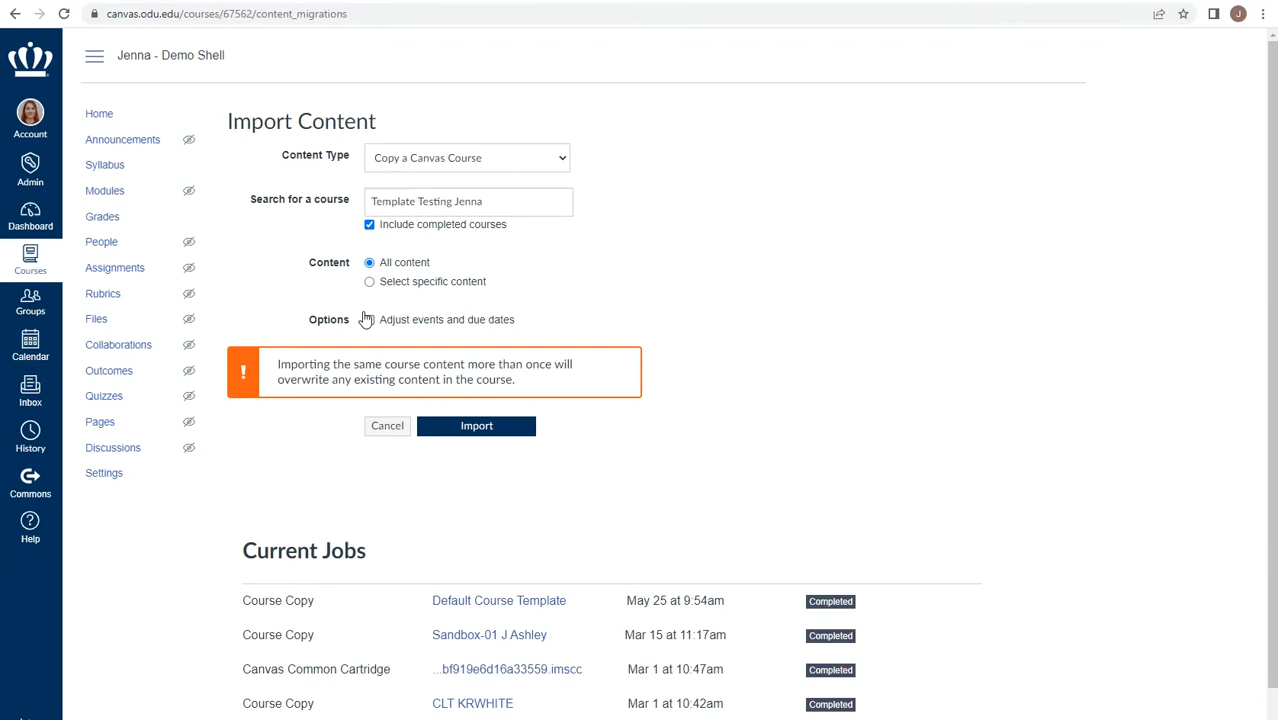 canvas.odu.edu/courses/67562/content_migrations
J
Jenna - Demo Shell
Account
Admin
Dashboard
Courses
Groups
Calendar
Inbox
History
Commons
Help
Home
Announcements
Syllabus
Modules
Grades
People
Assignments
Rubrics
Files
Collaborations
Outcomes
Quizzes
Pages
Discussions
Settings
Import Content
Content Type Copy a Canvas Course
Search for a course Template Testing Jenna
Include completed courses
Content All content
Select specific content
Options Adjust events and due dates
! Importing the same course content more than once will
overwrite any existing content in the course.
Cancel Import
Current Jobs
Course Copy Default Course Template May 25 at 9:54am Completed
Course Copy Sandbox-01 J Ashley Mar 15 at 11:17am Completed
Canvas Common Cartridge ...bf919e6d16a33559.imscc Mar 1 at 10:47am Completed
Course Copy CLT KRWHITE Mar 1 at 10:42am Completed